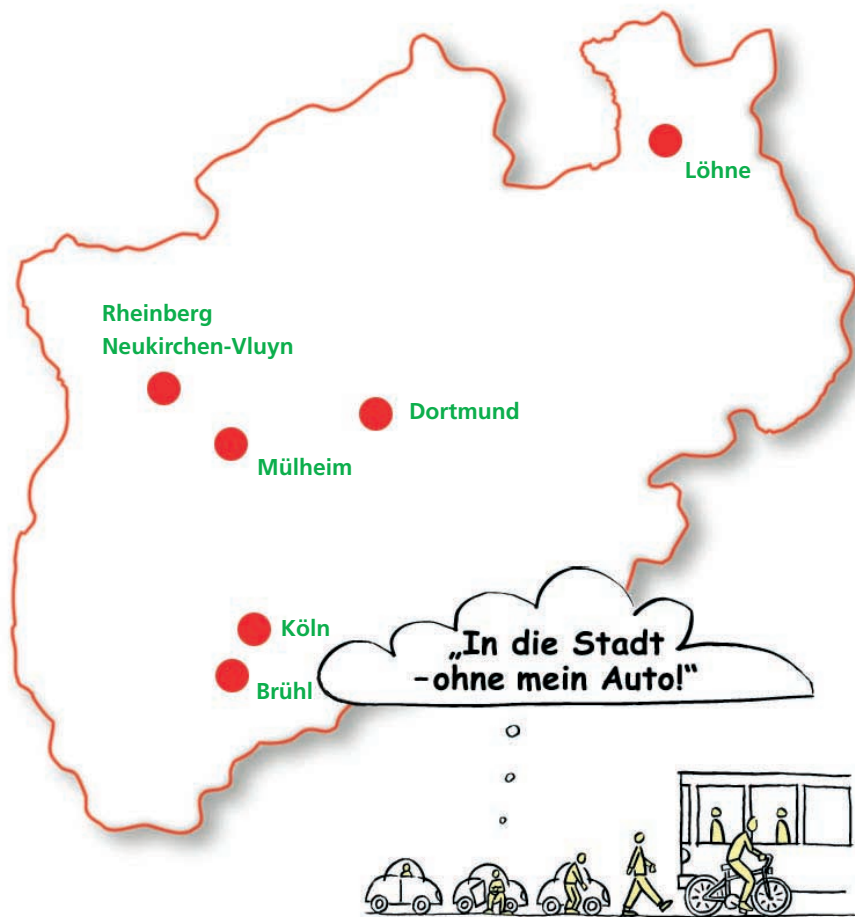 Löhne
Rheinberg
Neukirchen-Vluyn
Dortmund
Mülheim
Köln
Brühl
„In die Stadt
–ohne mein Auto!“